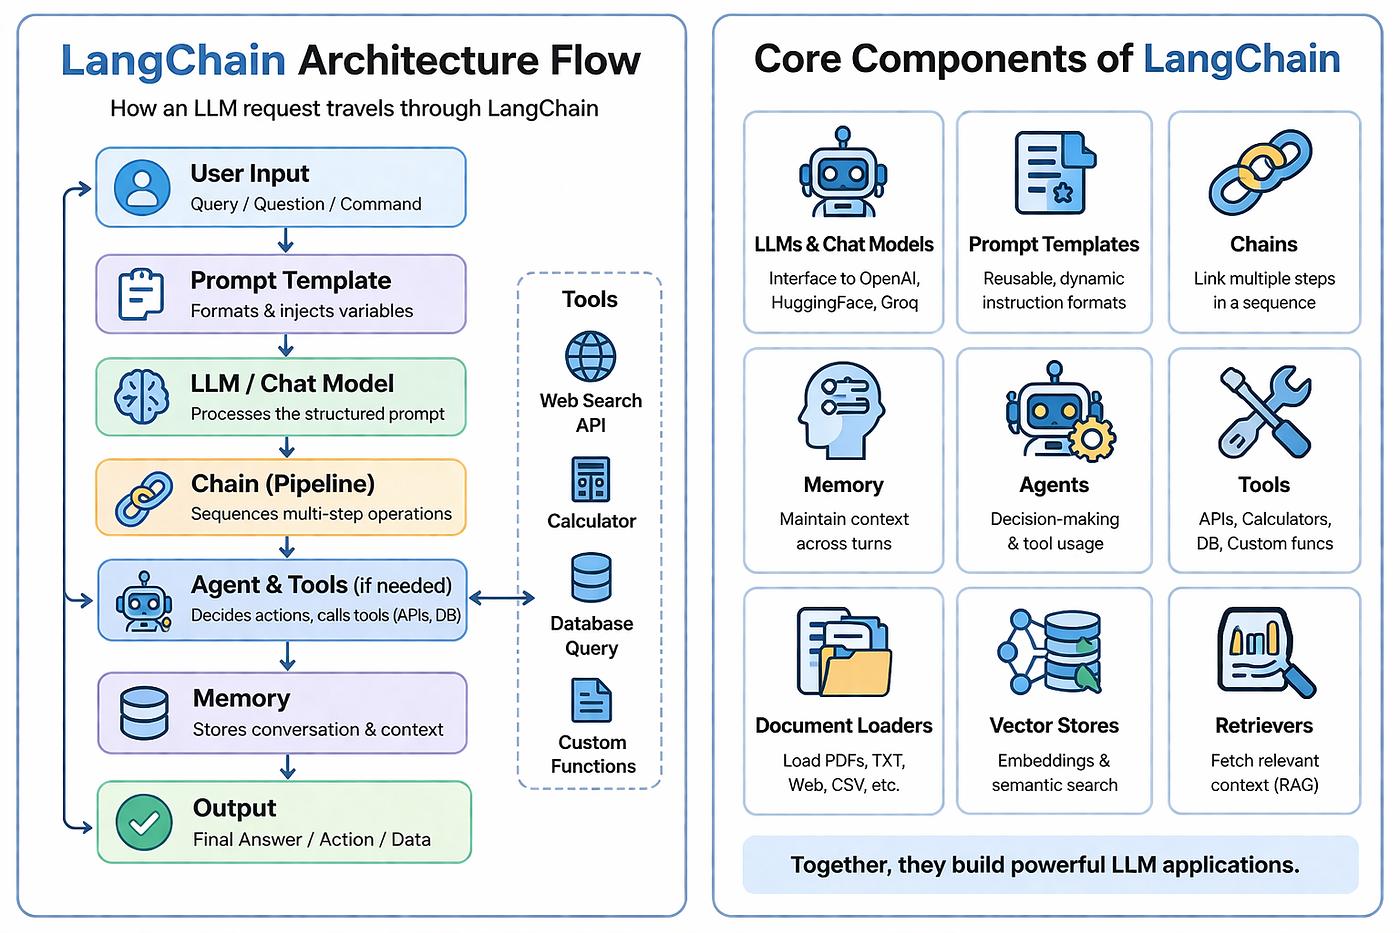 LangChain Architecture Flow
How an LLM request travels through LangChain
User Input
Query / Question / Command
Prompt Template
Formats & injects variables
LLM / Chat Model
Processes the structured prompt
Chain (Pipeline)
Sequences multi-step operations
Agent & Tools (if needed)
Decides actions, calls tools (APIs, DB)
Memory
Stores conversation & context
Output
Final Answer / Action / Data
Tools
Web Search
API
Calculator
Database
Query
Custom
Functions
Core Components of LangChain
LLMs & Chat Models
Interface to OpenAI,
HuggingFace, Groq
Prompt Templates
Reusable, dynamic
instruction formats
Chains
Link multiple steps
in a sequence
Memory
Maintain context
across turns
Agents
Decision-making
& tool usage
Tools
APIs, Calculators,
DB, Custom funcs
Document Loaders
Load PDFs, TXT,
Web, CSV, etc.
Vector Stores
Embeddings &
semantic search
Retrievers
Fetch relevant
context (RAG)
Together, they build powerful LLM applications.